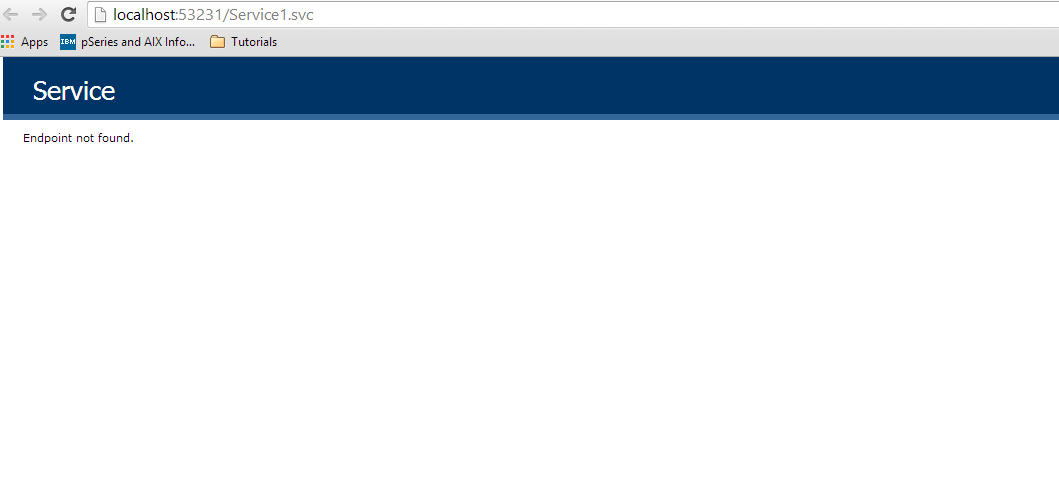 localhost:53231/Service1.svc
Apps IBM pSeries and AIX Info... Tutorials
Service
Endpoint not found.